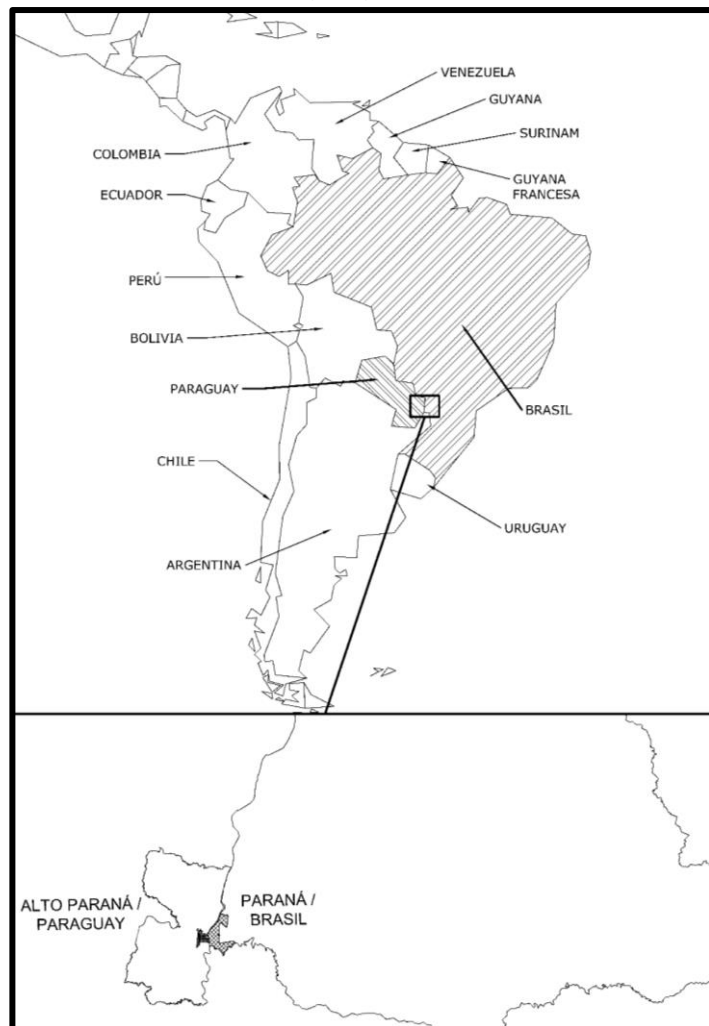 VENEZUELA
GUYANA
SURINAM
COLOMBIA
GUYANA
FRANCESA
ECUADOR
PERÚ
BOLIVIA
PARAGUAY
BRASIL
CHILE
URUGUAY
ARGENTINA
ALTO PARANÁ /
PARAGUAY
PARANÁ /
BRASIL